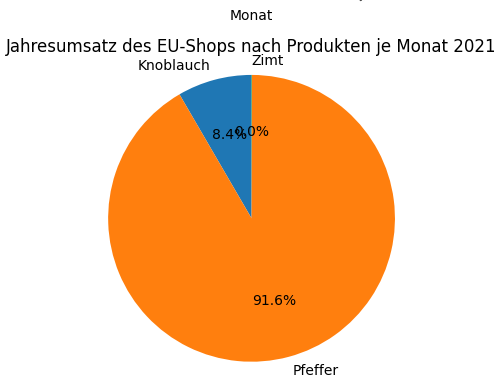 Monat
Jahresumsatz des EU-Shops nach Produkten je Monat 2021
Zimt
Knoblauch
0.0%
8.4%
91.6%
Pfeffer